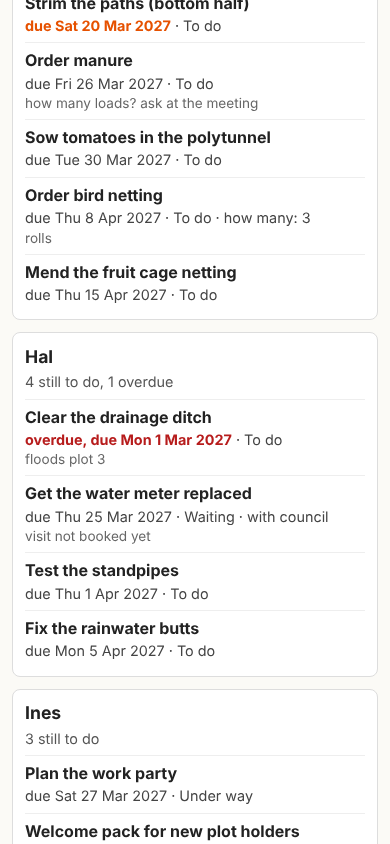 Strim the paths (bottom half)
due Sat 20 Mar 2027 · To do
Order manure
due Fri 26 Mar 2027 · To do
how many loads? ask at the meeting
Sow tomatoes in the polytunnel
due Tue 30 Mar 2027 · To do
Order bird netting
due Thu 8 Apr 2027 · To do · how many: 3
rolls
Mend the fruit cage netting
due Thu 15 Apr 2027 · To do
Hal
4 still to do, 1 overdue
Clear the drainage ditch
overdue, due Mon 1 Mar 2027 · To do
floods plot 3
Get the water meter replaced
due Thu 25 Mar 2027 · Waiting · with council
visit not booked yet
Test the standpipes
due Thu 1 Apr 2027 · To do
Fix the rainwater butts
due Mon 5 Apr 2027 · To do
Ines
3 still to do
Plan the work party
due Sat 27 Mar 2027 · Under way
Welcome pack for new plot holders